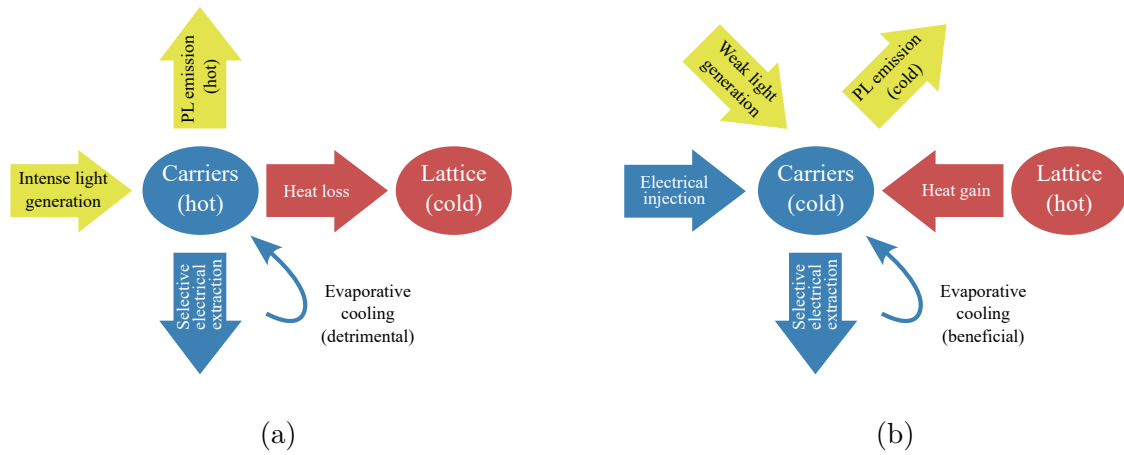 PL emission
(hot)
Intense light
generation
Carriers
(hot)
Heat loss
Lattice
(cold)
Selective
electrical
extraction
Evaporative
cooling
(detrimental)
(a)
Weak light
generation
PL emission
(cold)
Electrical
injection
Carriers
(cold)
Heat gain
Lattice
(hot)
Selective
electrical
extraction
Evaporative
cooling
(beneficial)
(b)